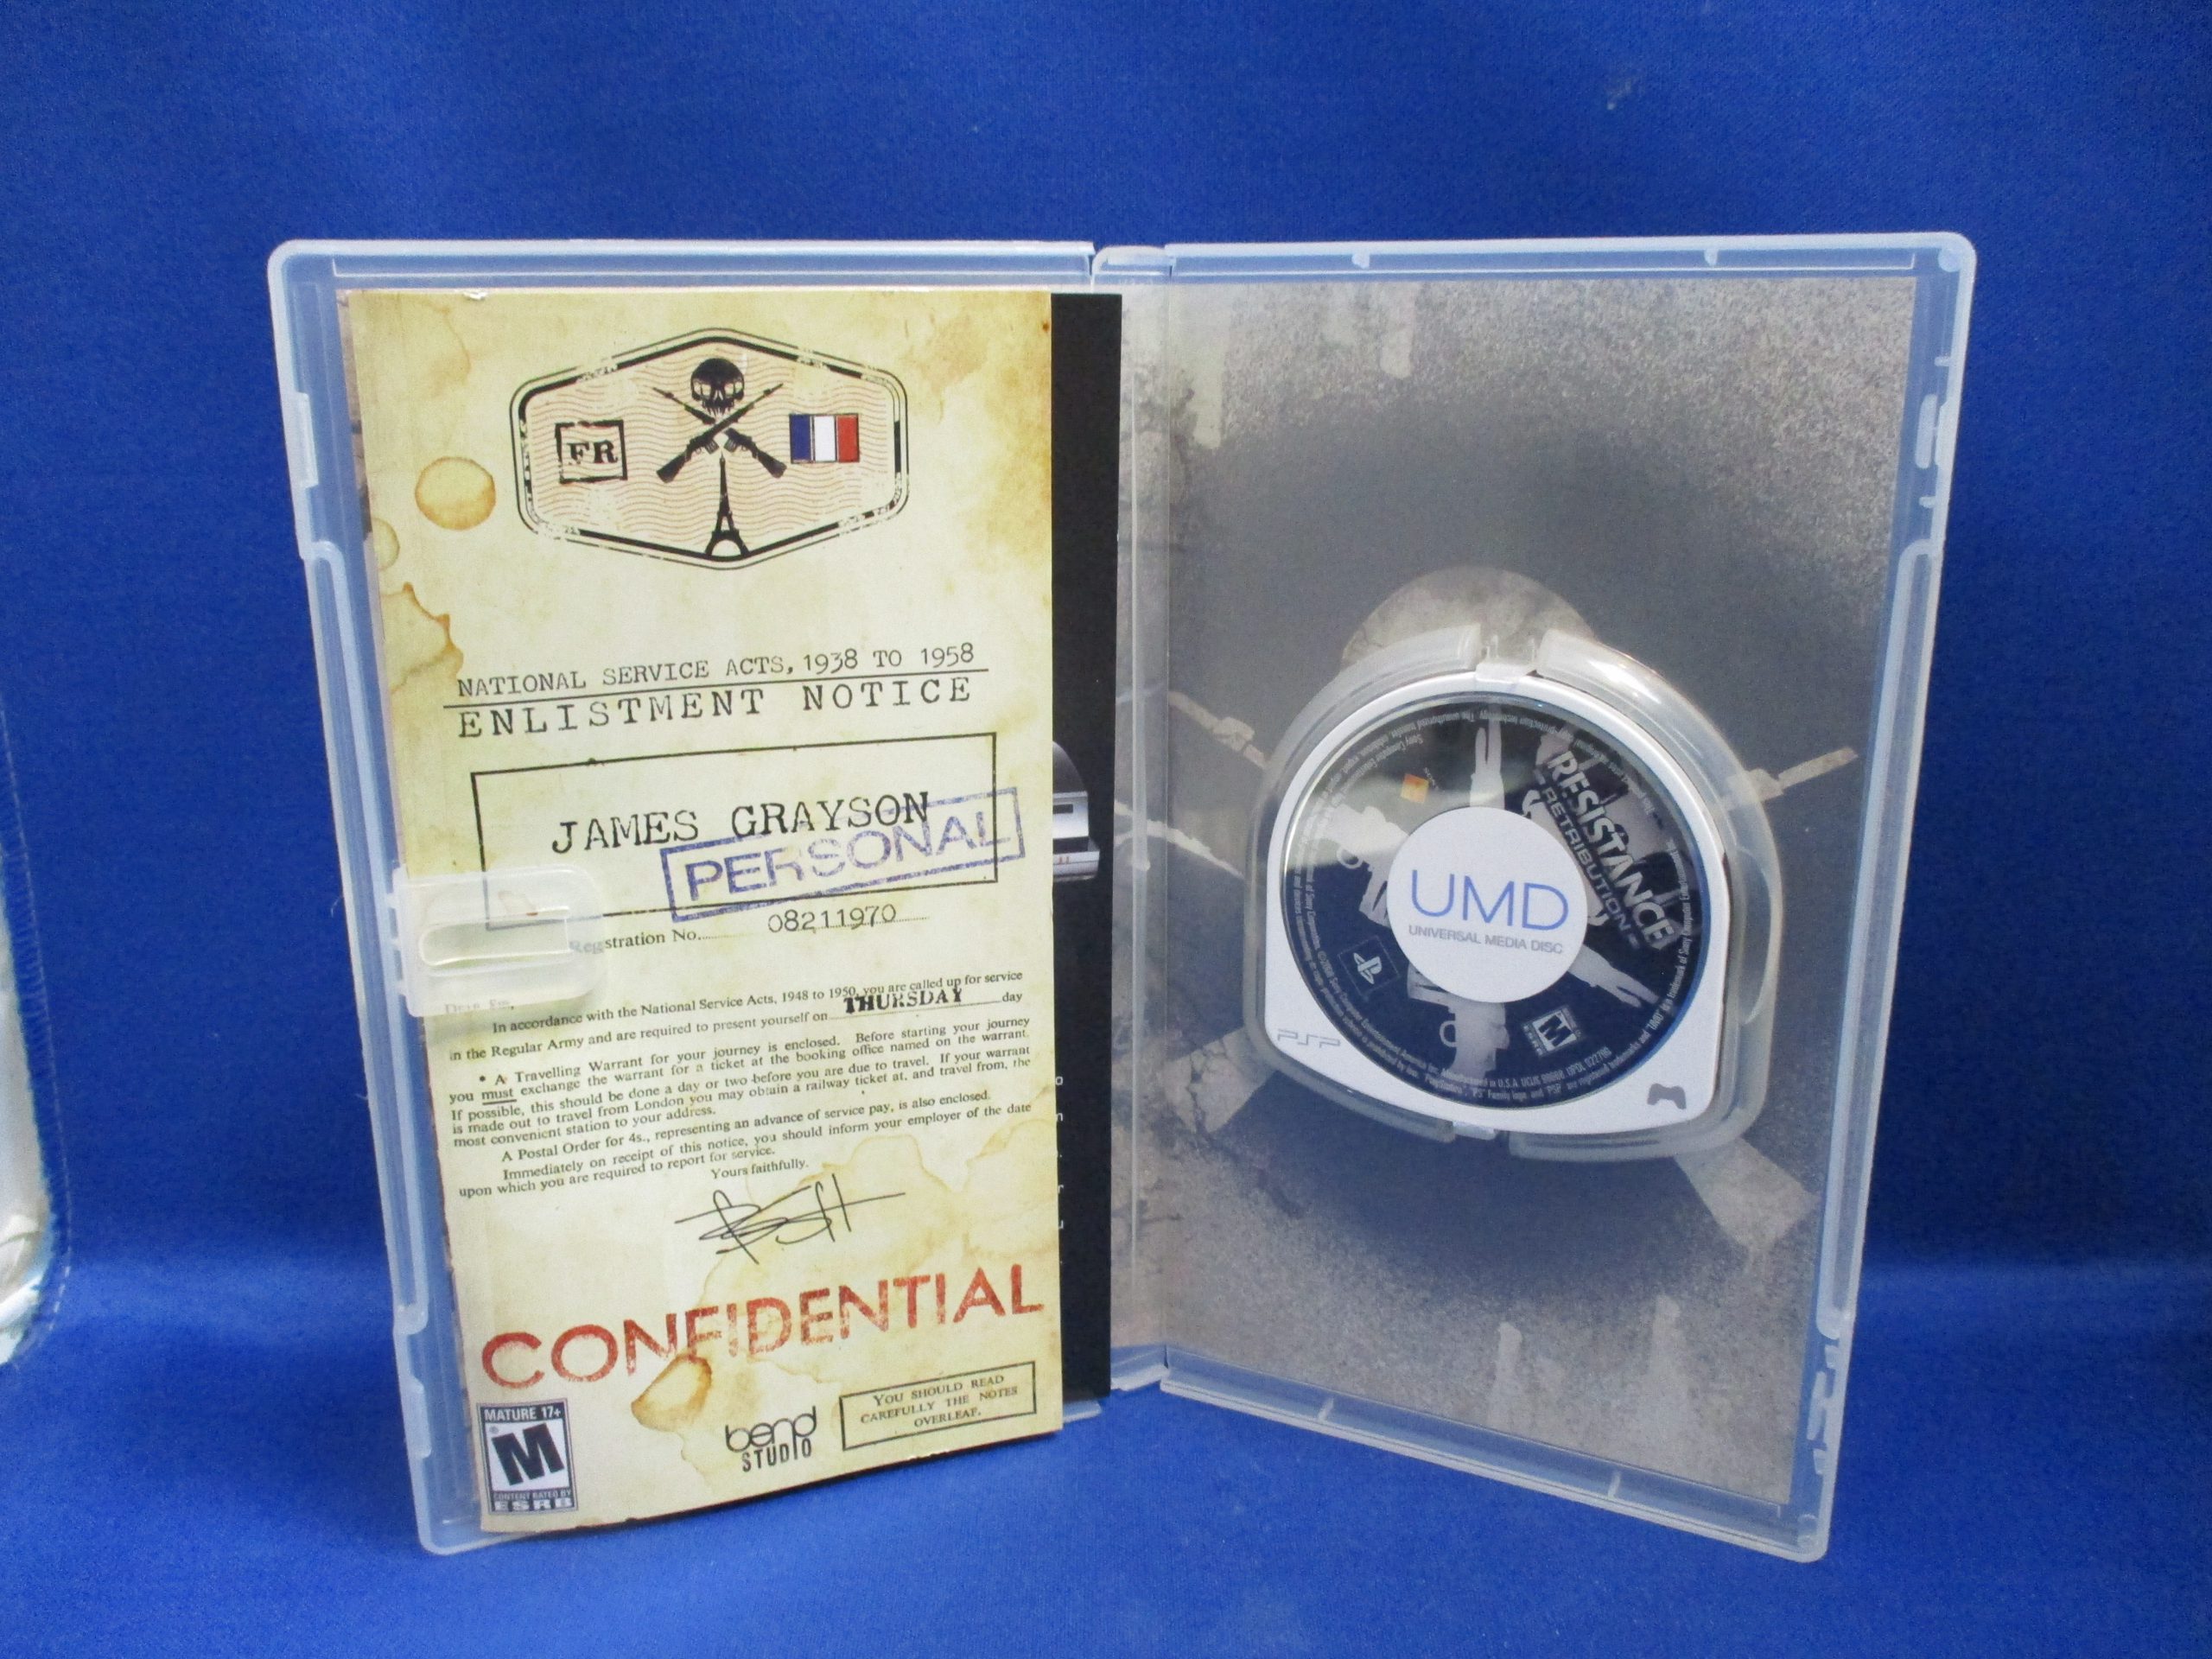 FR
NATIONAL SERVICE ACTS, 1938 TO 1958
ENLISTMENT NOTICE
JAMES GRAYSON
PERSONAL
Registration No. 08211970
Dear Sir,
In accordance with the National Service Acts, 1948 to 1950, you are called up for service
in the Regular Army and are required to present yourself on THURSDAY day
• A Travelling Warrant for your journey is enclosed. Before starting your journey
you must exchange the warrant for a ticket at the booking office named on the warrant.
If possible, this should be done a day or two before you are due to travel. If your warrant
is made out to travel from London you may obtain a railway ticket at, and travel from, the
most convenient station to your address.
A Postal Order for 4s., representing an advance of service pay, is also enclosed.
Immediately on receipt of this notice, you should inform your employer of the date
upon which you are required to report for service.
Yours faithfully.
CONFIDENTIAL
MATURE 17+
M
CONTENT RATED BY
ESRB
bend
STUDIO
YOU SHOULD READ
CAREFULLY THE NOTES
OVERLEAF.
RESISTANCE
RETRIBUTION
UMD
UNIVERSAL MEDIA DISC
M
ESRB
PSP